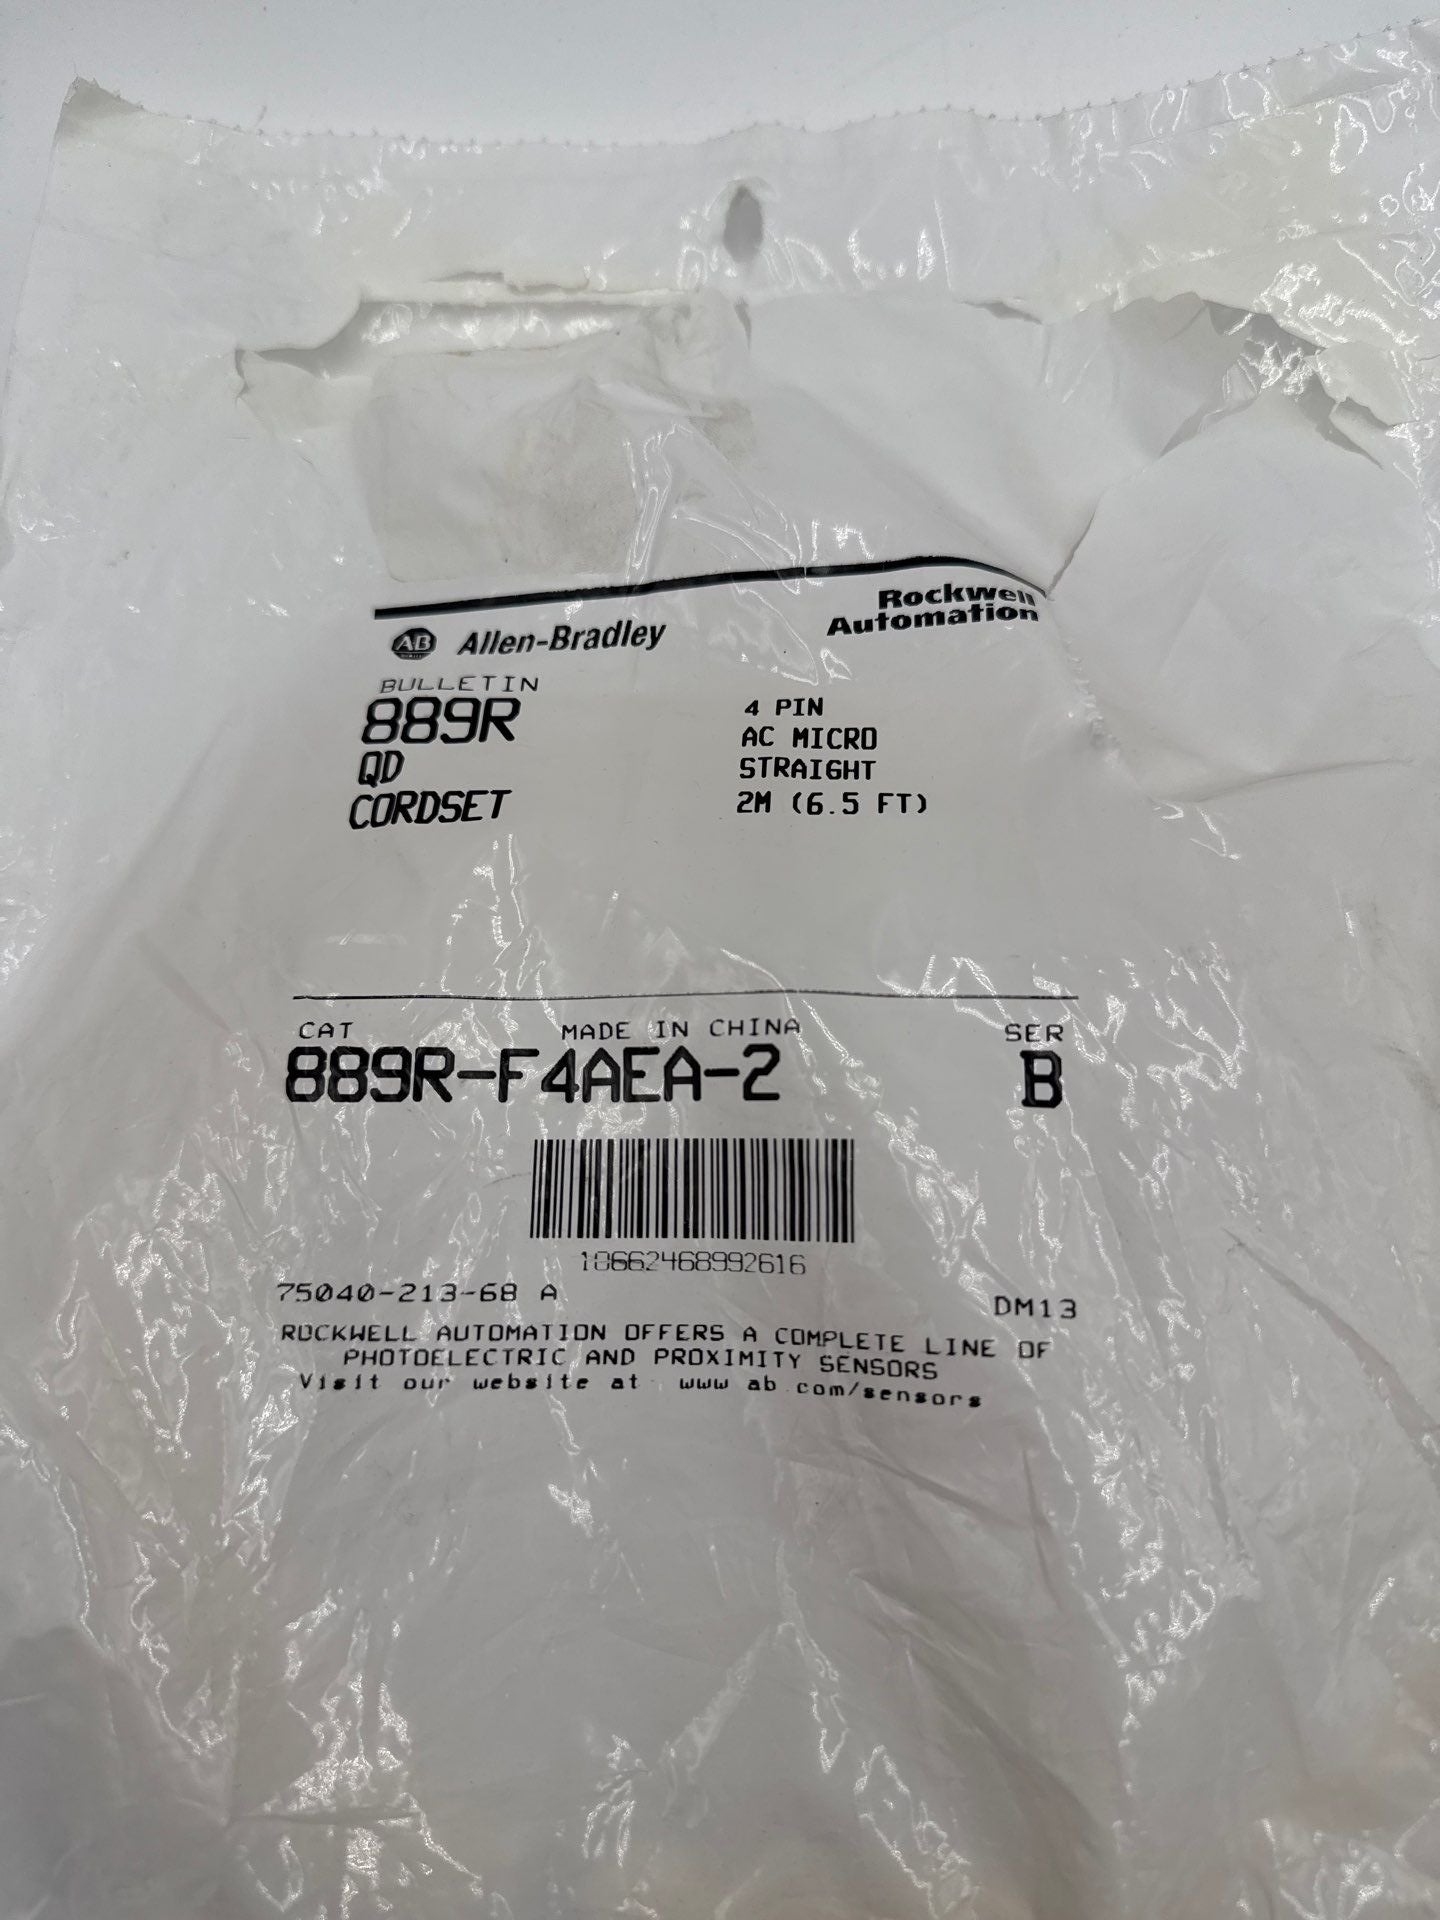 Rockwell
Automation
AB Allen-Bradley
BULLETIN
889R
QD
CORDSET
4 PIN
AC MICRO
STRAIGHT
2M (6.5 FT)
CAT MADE IN CHINA SER
889R-F4AEA-2 B
10662468992616
75040-213-68 A DM13
ROCKWELL AUTOMATION OFFERS A COMPLETE LINE OF
PHOTOELECTRIC AND PROXIMITY SENSORS
Visit our website at www.ab.com/sensors